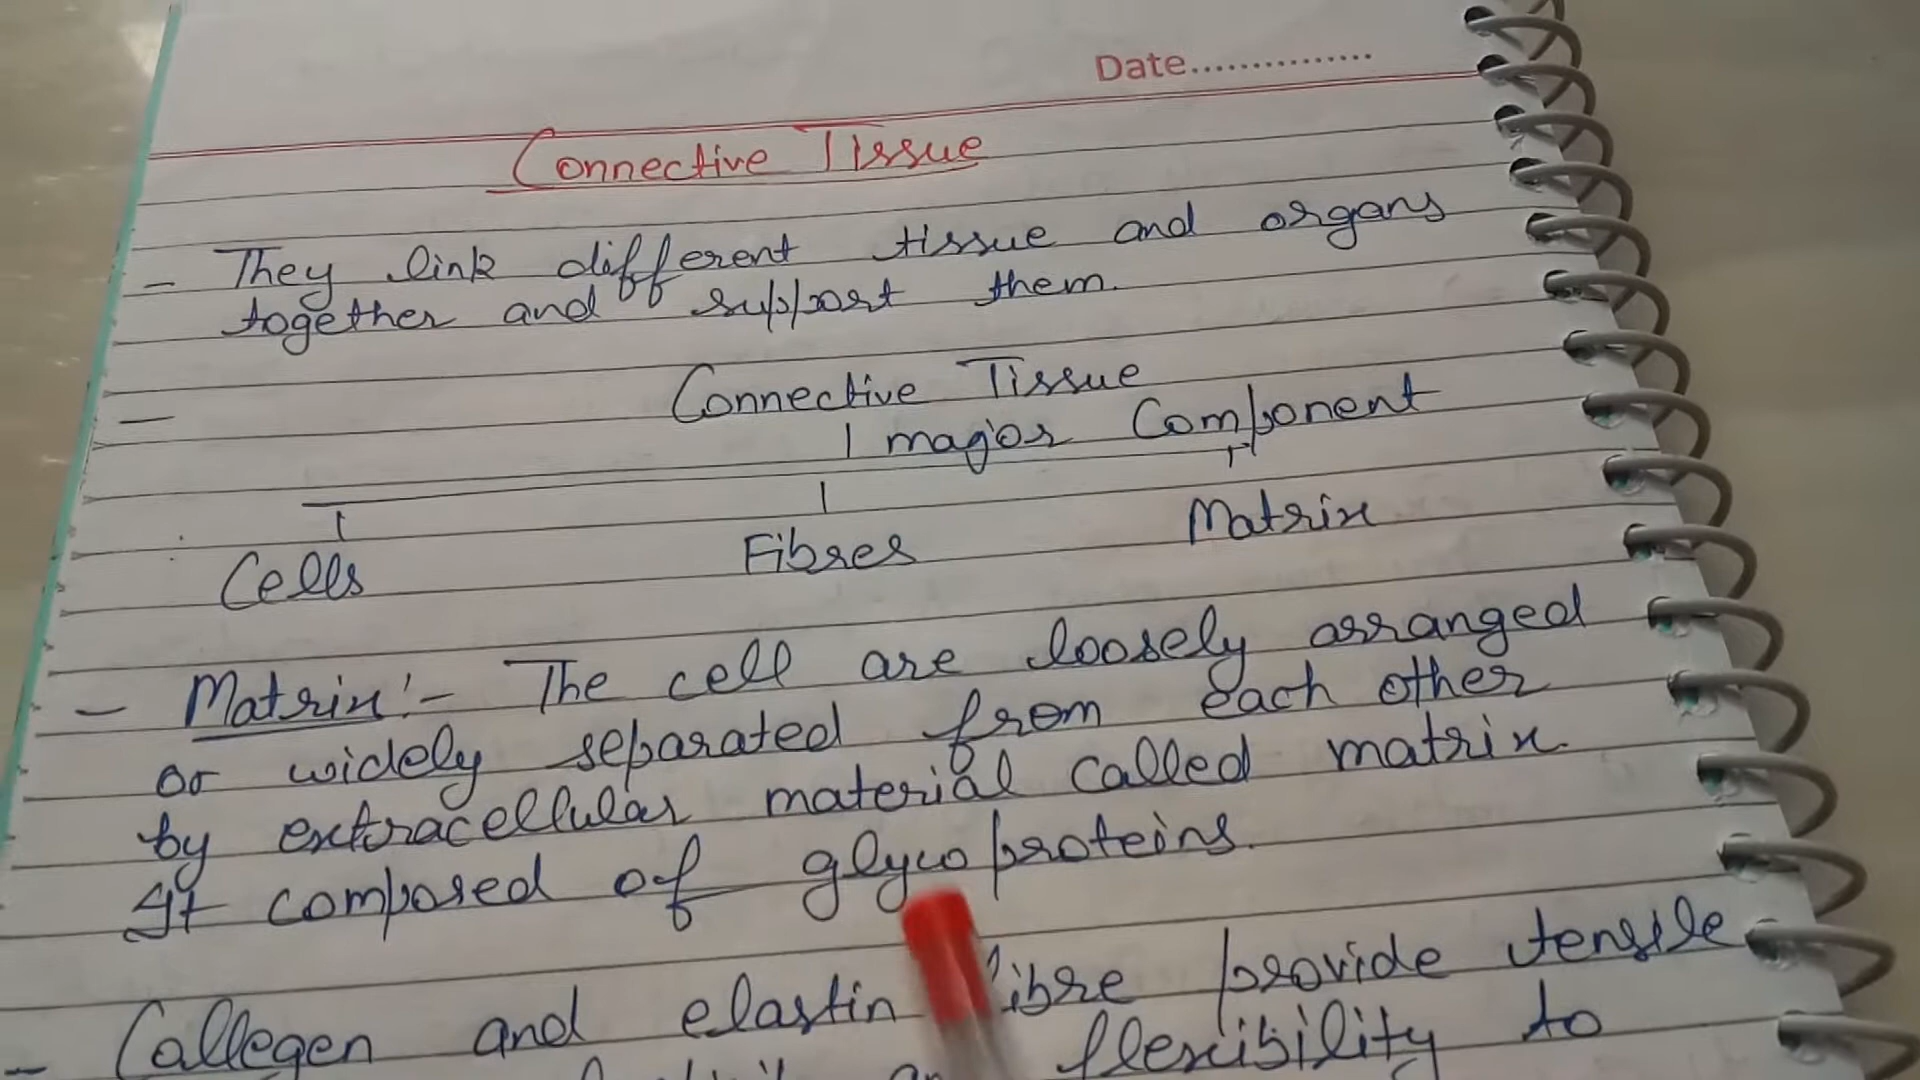 Date...............
Connective Tissue
- They link different tissue and organs
together and support them.
- Connective Tissue
major Component
Cells Fibres Matrix
- Matrix :- The cell are loosely arranged
or widely separated from each other
by extracellular material called matrix.
It composed of glycoproteins.
- Collegen and elastin fibre provide tensile
flexibility to